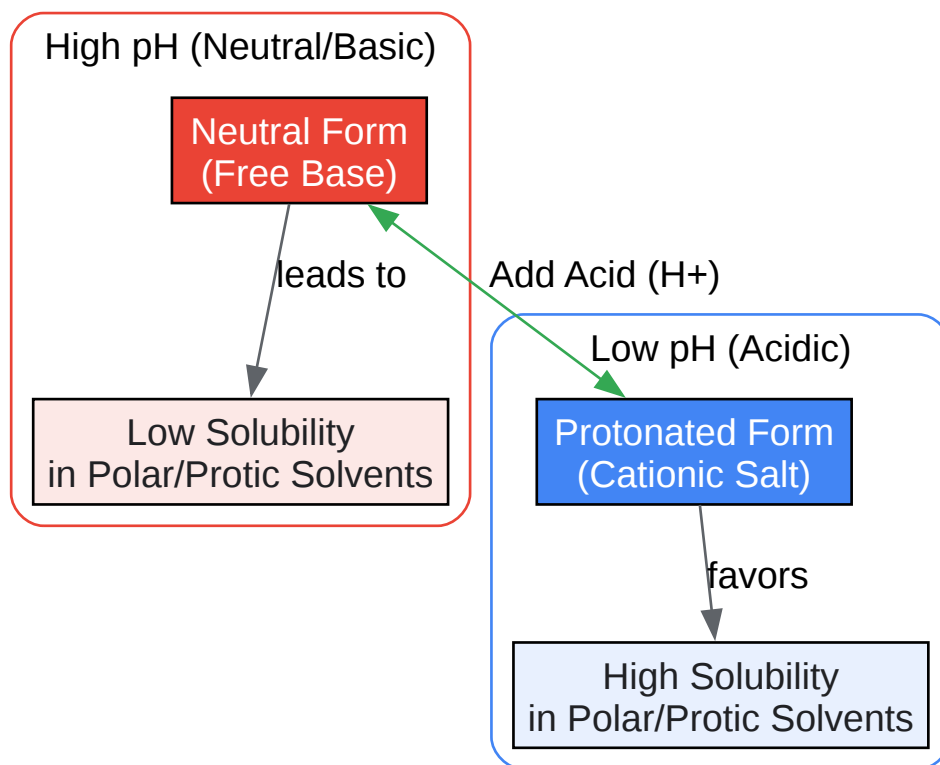 High pH (Neutral/Basic)
Neutral Form
(Free Base)
leads to
Add Acid (H+)
Low pH (Acidic)
Low Solubility
in Polar/Protic Solvents
Protonated Form
(Cationic Salt)
favors
High Solubility
in Polar/Protic Solvents